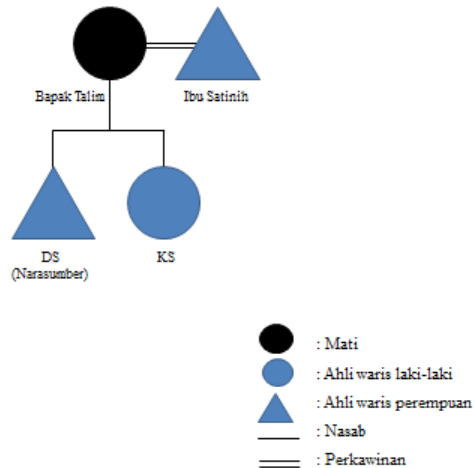 Bapak Talim
Ibu Satinih
DS
(Narasumber)
KS
: Mati
: Ahli waris laki-laki
: Ahli waris perempuan
: Nasab
: Perkawinan